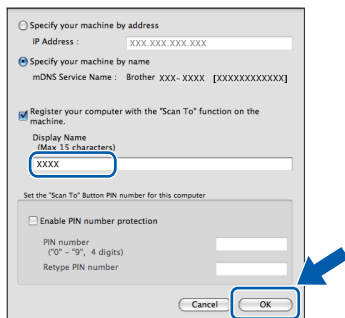 Specify your machine by address
IP Address : XXX.XXX.XXX.XXX
Specify your machine by name
mDNS Service Name : Brother XXX-XXXX [XXXXXXXXXXXX]
Register your computer with the "Scan To" function on the
machine.
Display Name
(Max 15 characters)
XXXX
Set the "Scan To" Button PIN number for this computer
Enable PIN number protection
PIN number
("0" – "9", 4 digits)
Retype PIN number
Cancel OK